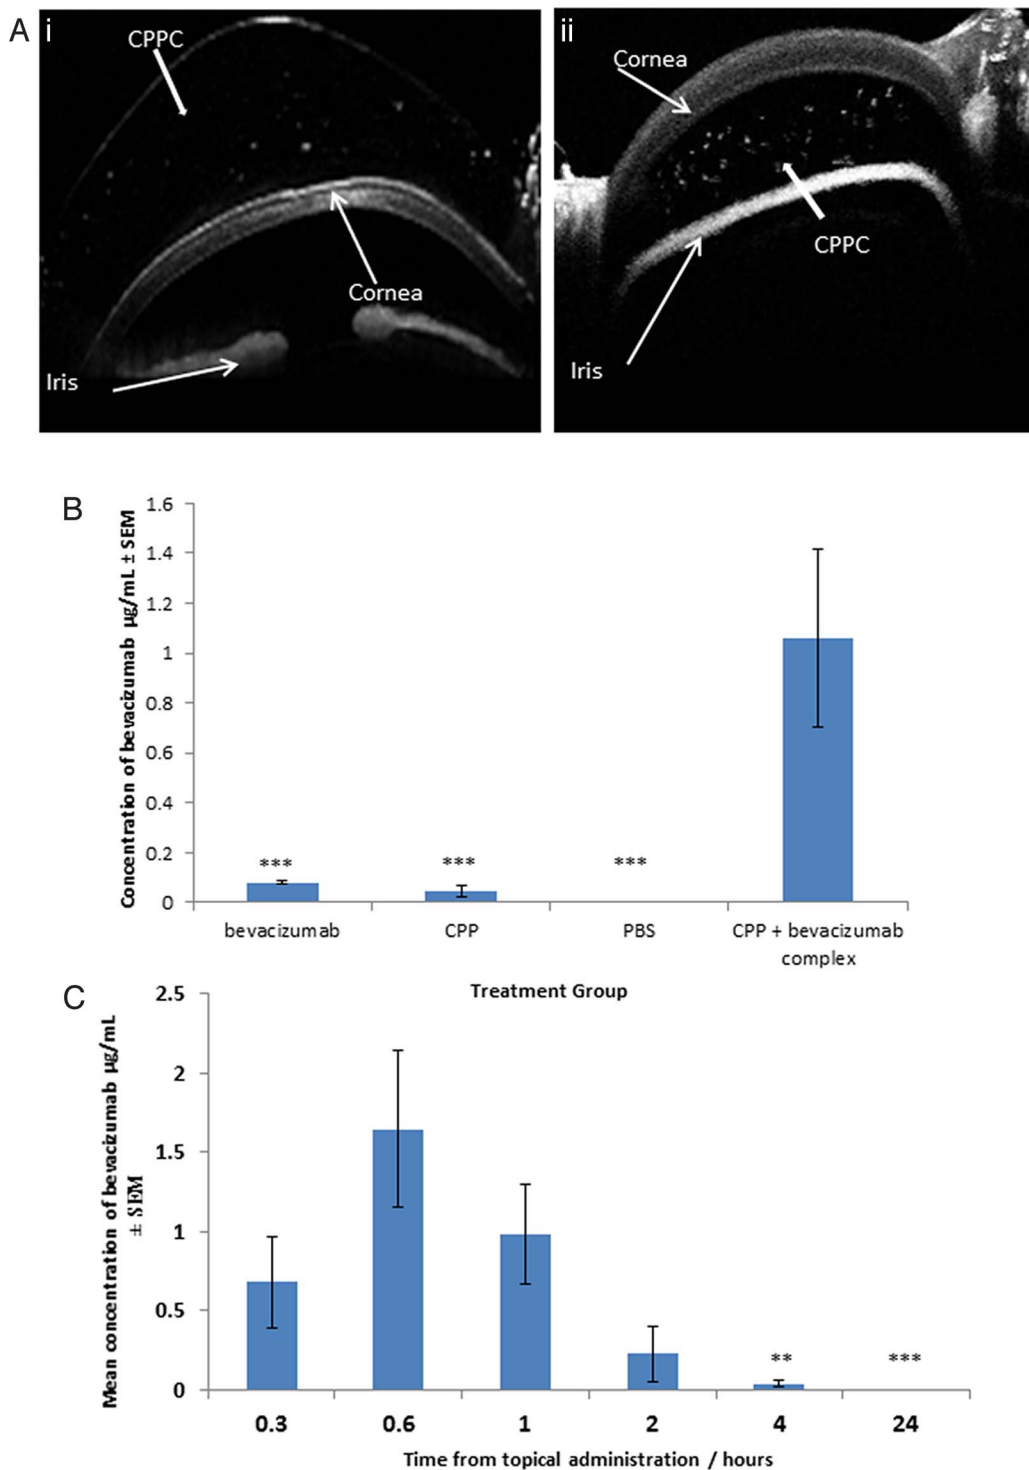 A
i
CPPC
Cornea
Iris
ii
Cornea
CPPC
Iris
B
Concentration of bevacizumab µg/mL ± SEM
1.6
1.4
1.2
1
0.8
0.6
0.4
0.2
0
***
***
***
bevacizumab
CPP
PBS
CPP + bevacizumab
complex
Treatment Group
C
Mean concentration of bevacizumab µg/mL
± SEM
2.5
2
1.5
1
0.5
0
**
***
0.3
0.6
1
2
4
24
Time from topical administration / hours